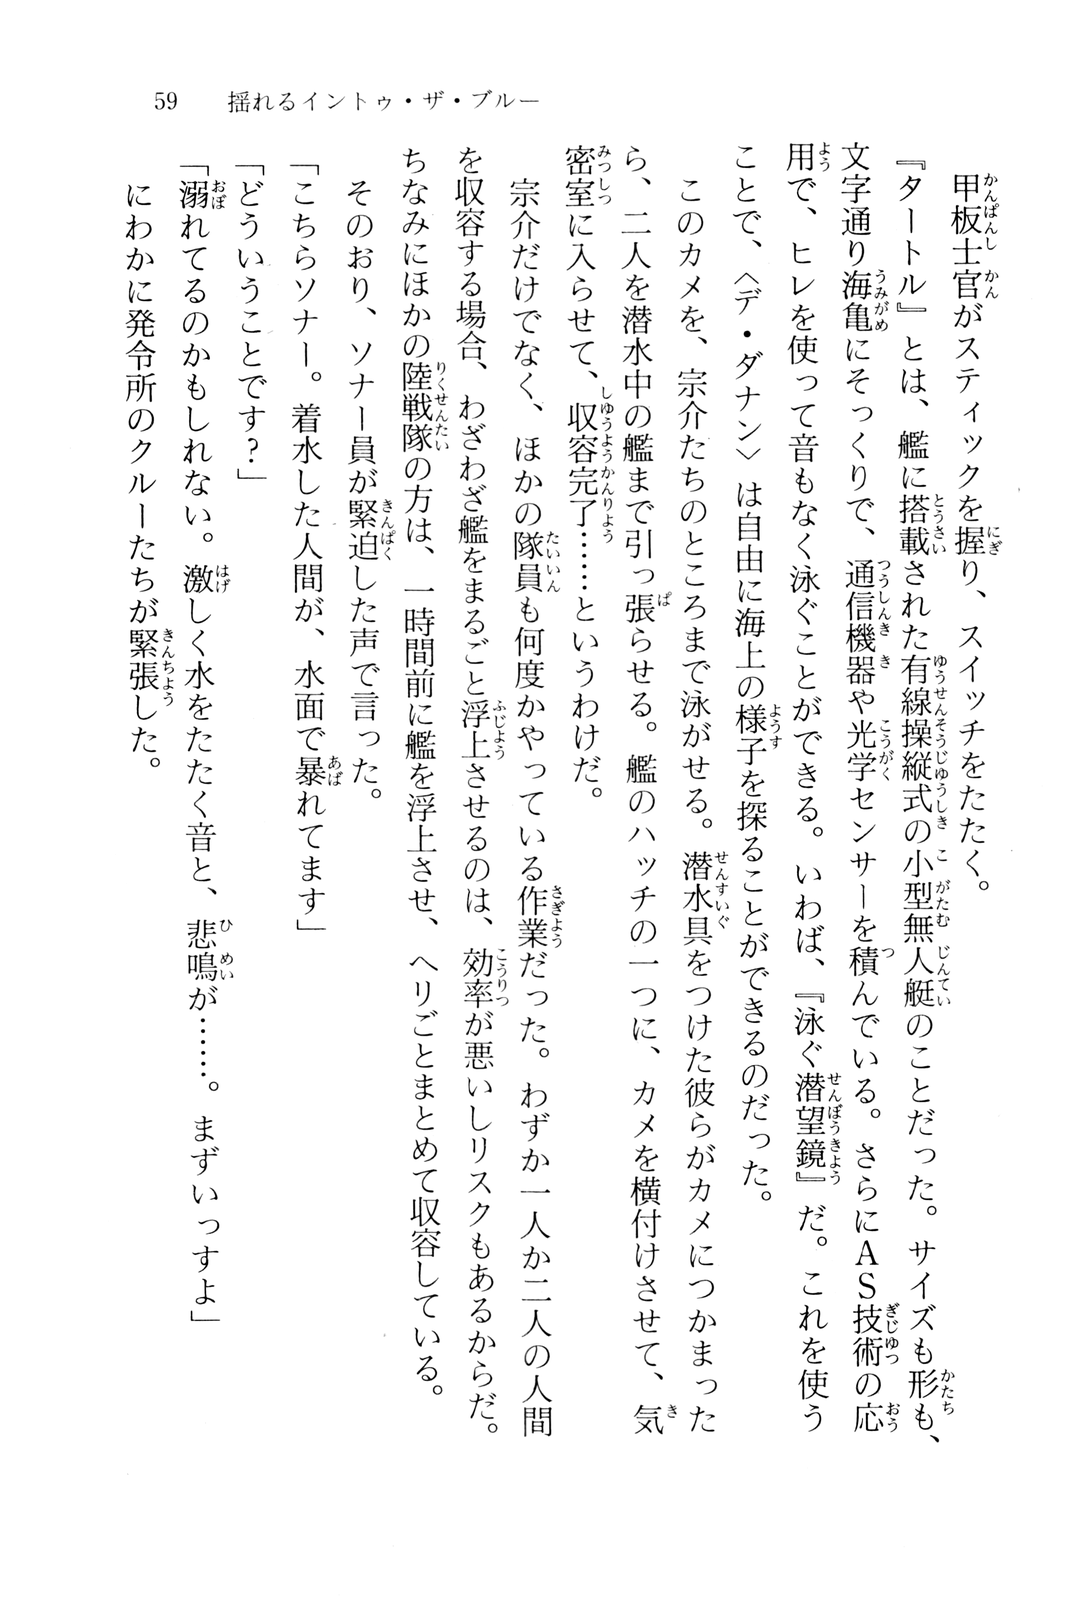 59　揺れるイントゥ・ザ・ブルー
　甲板士官がスティックを握り、スイッチをたたく。
『タートル』とは、艦に搭載された有線操縦式の小型無人艇のことだった。サイズも形も、
文字通り海亀にそっくりで、通信機器や光学センサーを積んでいる。さらにＡＳ技術の応
用で、ヒレを使って音もなく泳ぐことができる。いわば、『泳ぐ潜望鏡』だ。これを使う
ことで、〈デ・ダナン〉は自由に海上の様子を探ることができるのだった。
　このカメを、宗介たちのところまで泳がせる。潜水具をつけた彼らがカメにつかまった
ら、二人を潜水中の艦まで引っ張らせる。艦のハッチの一つに、カメを横付けさせて、気
密室に入らせて、収容完了……というわけだ。
　宗介だけでなく、ほかの隊員も何度かやっている作業だった。わずか一人か二人の人間
を収容する場合、わざわざ艦をまるごと浮上させるのは、効率が悪いしリスクもあるからだ。
ちなみにほかの陸戦隊の方は、一時間前に艦を浮上させ、ヘリごとまとめて収容している。
　そのおり、ソナー員が緊迫した声で言った。
「こちらソナー。着水した人間が、水面で暴れてます」
「どういうことです？」
「溺れてるのかもしれない。激しく水をたたく音と、悲鳴が……。まずいっすよ」
　にわかに発令所のクルーたちが緊張した。